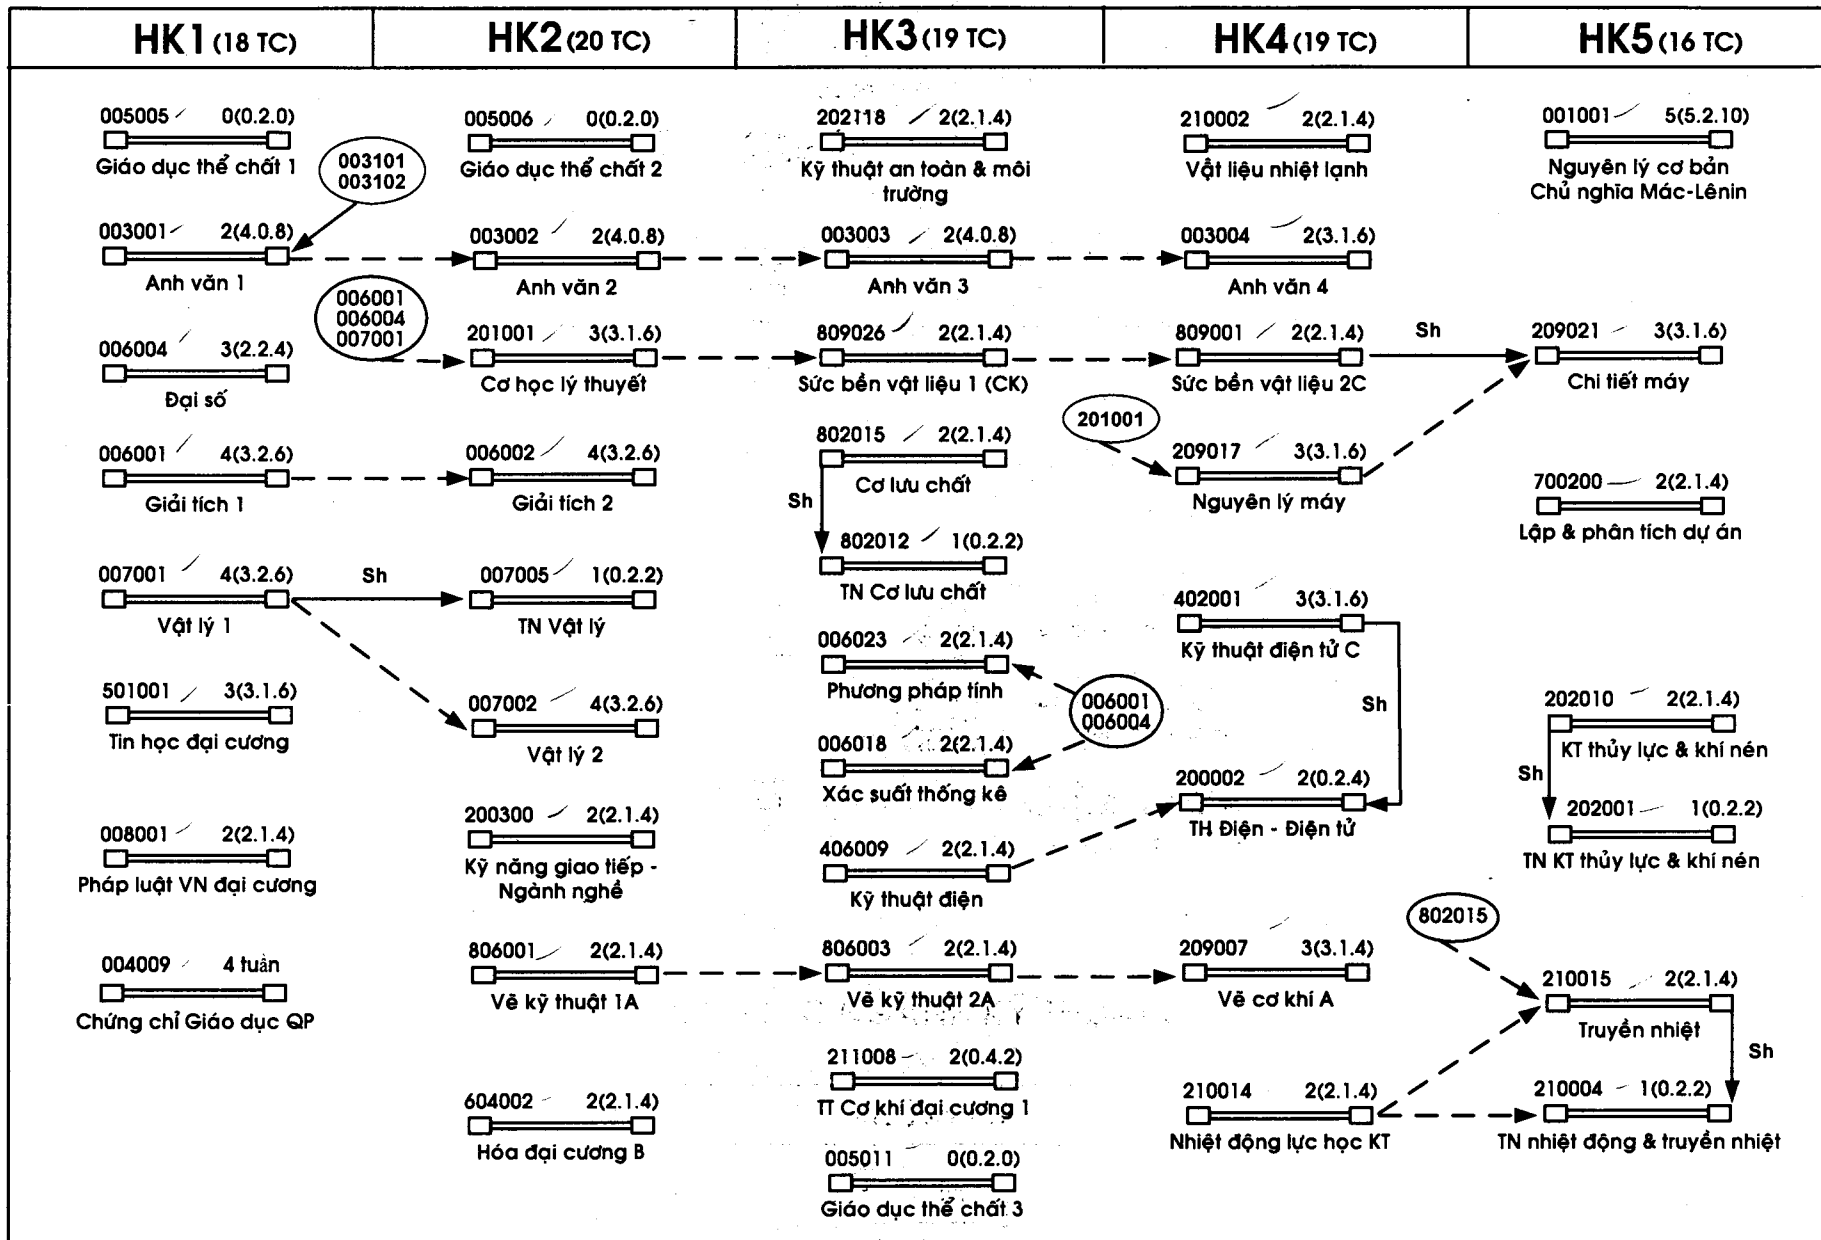 HK1 (18 TC)
005005 0(0.2.0)
Giáo dục thể chất 1
003101
003102
003001 2(4.0.8)
Anh văn 1
006004 3(2.2.4)
Đại số
006001 4(3.2.6)
Giải tích 1
007001 4(3.2.6)
Vật lý 1
Sh
501001 3(3.1.6)
Tin học đại cương
008001 2(2.1.4)
Pháp luật VN đại cương
004009 4 tuần
Chứng chỉ Giáo dục QP
HK2 (20 TC)
005006 0(0.2.0)
Giáo dục thể chất 2
003002 2(4.0.8)
Anh văn 2
006001
006004
007001
201001 3(3.1.6)
Cơ học lý thuyết
006002 4(3.2.6)
Giải tích 2
007005 1(0.2.2)
TN Vật lý
007002 4(3.2.6)
Vật lý 2
200300 2(2.1.4)
Kỹ năng giao tiếp -
Ngành nghề
806001 2(2.1.4)
Vẽ kỹ thuật 1A
604002 2(2.1.4)
Hóa đại cương B
HK3 (19 TC)
202118 2(2.1.4)
Kỹ thuật an toàn & môi
trường
003003 2(4.0.8)
Anh văn 3
809026 2(2.1.4)
Sức bền vật liệu 1 (CK)
802015 2(2.1.4)
Cơ lưu chất
Sh
802012 1(0.2.2)
TN Cơ lưu chất
006023 2(2.1.4)
Phương pháp tính
006001
006004
006018 2(2.1.4)
Xác suất thống kê
406009 2(2.1.4)
Kỹ thuật điện
806003 2(2.1.4)
Vẽ kỹ thuật 2A
211008 2(0.4.2)
TT Cơ khí đại cương 1
005011 0(0.2.0)
Giáo dục thể chất 3
HK4 (19 TC)
210002 2(2.1.4)
Vật liệu nhiệt lạnh
003004 2(3.1.6)
Anh văn 4
809001 2(2.1.4)
Sức bền vật liệu 2C
Sh
201001
209017 3(3.1.6)
Nguyên lý máy
402001 3(3.1.6)
Kỹ thuật điện tử C
Sh
200002 2(0.2.4)
TH Điện - Điện tử
209007 3(3.1.4)
Vẽ cơ khí A
210014 2(2.1.4)
Nhiệt động lực học KT
HK5 (16 TC)
001001 5(5.2.10)
Nguyên lý cơ bản
Chủ nghĩa Mác-Lênin
209021 3(3.1.6)
Chi tiết máy
700200 2(2.1.4)
Lập & phân tích dự án
202010 2(2.1.4)
KT thủy lực & khí nén
Sh
202001 1(0.2.2)
TN KT thủy lực & khí nén
802015
210015 2(2.1.4)
Truyền nhiệt
Sh
210004 1(0.2.2)
TN nhiệt động & truyền nhiệt